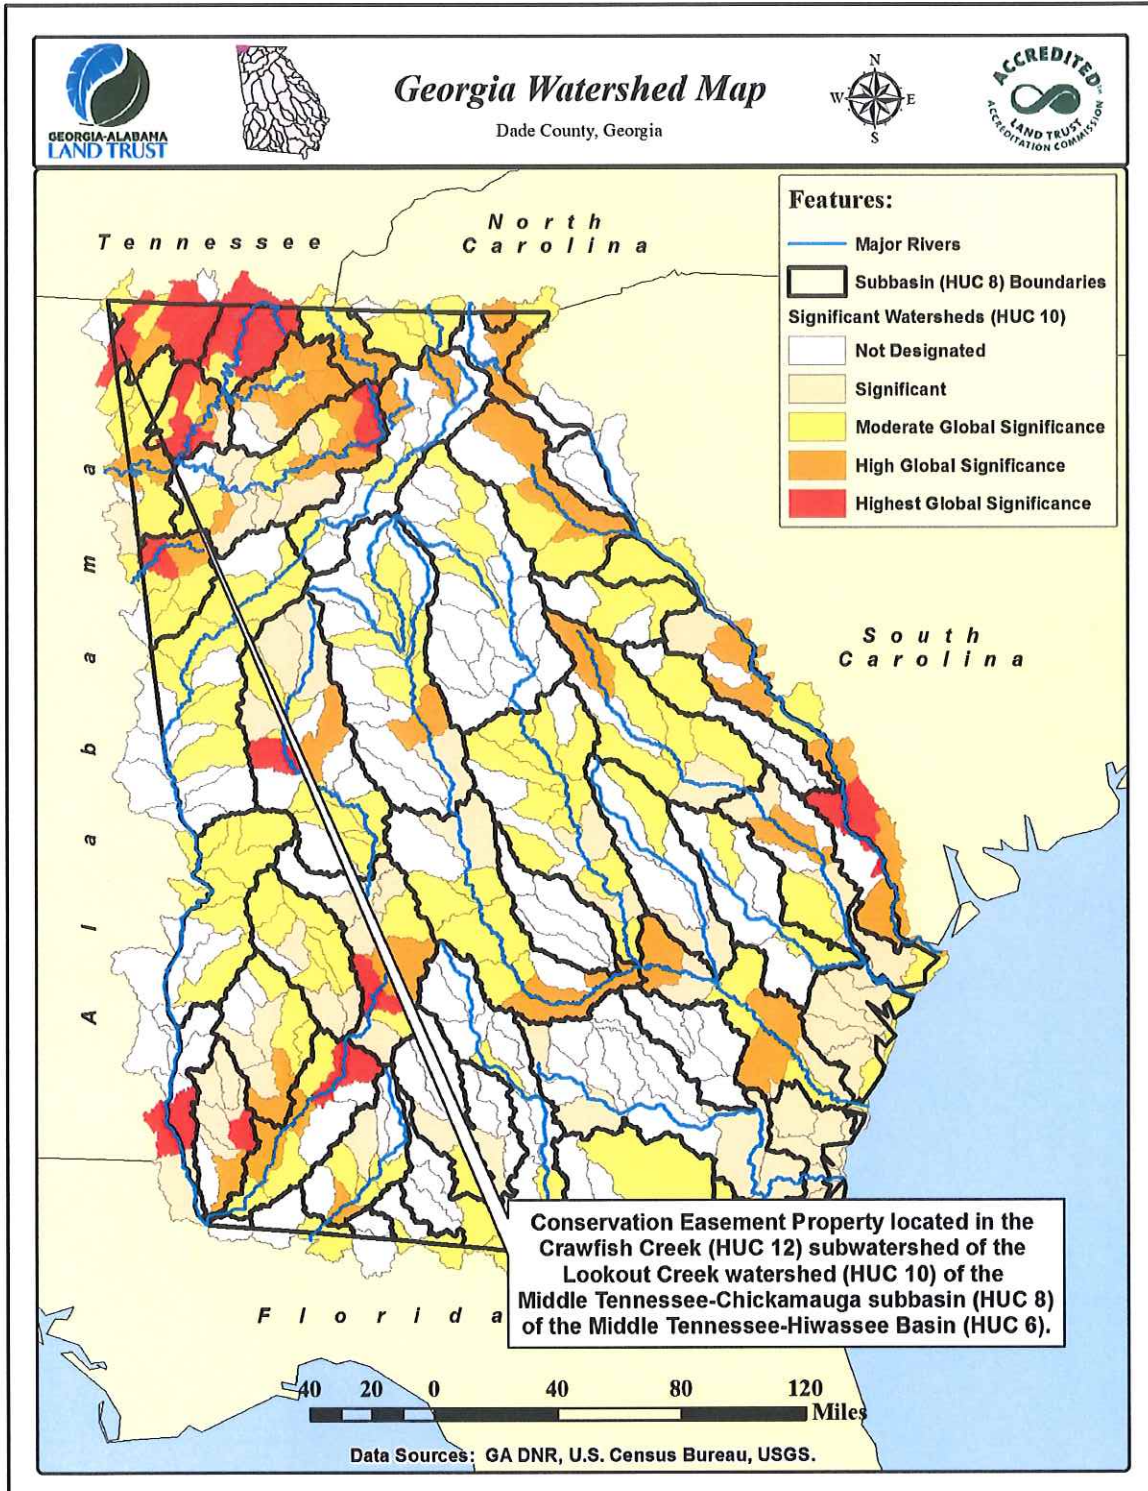 GEORGIA-ALABAMA
LAND TRUST
Georgia Watershed Map
Dade County, Georgia
N
W
E
S
ACCREDITED
LAND TRUST
ACCREDITATION COMMISSION
Features:
Major Rivers
Subbasin (HUC 8) Boundaries
Significant Watersheds (HUC 10)
Not Designated
Significant
Moderate Global Significance
High Global Significance
Highest Global Significance
Tennessee
North
Carolina
South
Carolina
Alabama
Florida
Conservation Easement Property located in the
Crawfish Creek (HUC 12) subwatershed of the
Lookout Creek watershed (HUC 10) of the
Middle Tennessee-Chickamauga subbasin (HUC 8)
of the Middle Tennessee-Hiwassee Basin (HUC 6).
40 20 0 40 80 120
Miles
Data Sources: GA DNR, U.S. Census Bureau, USGS.